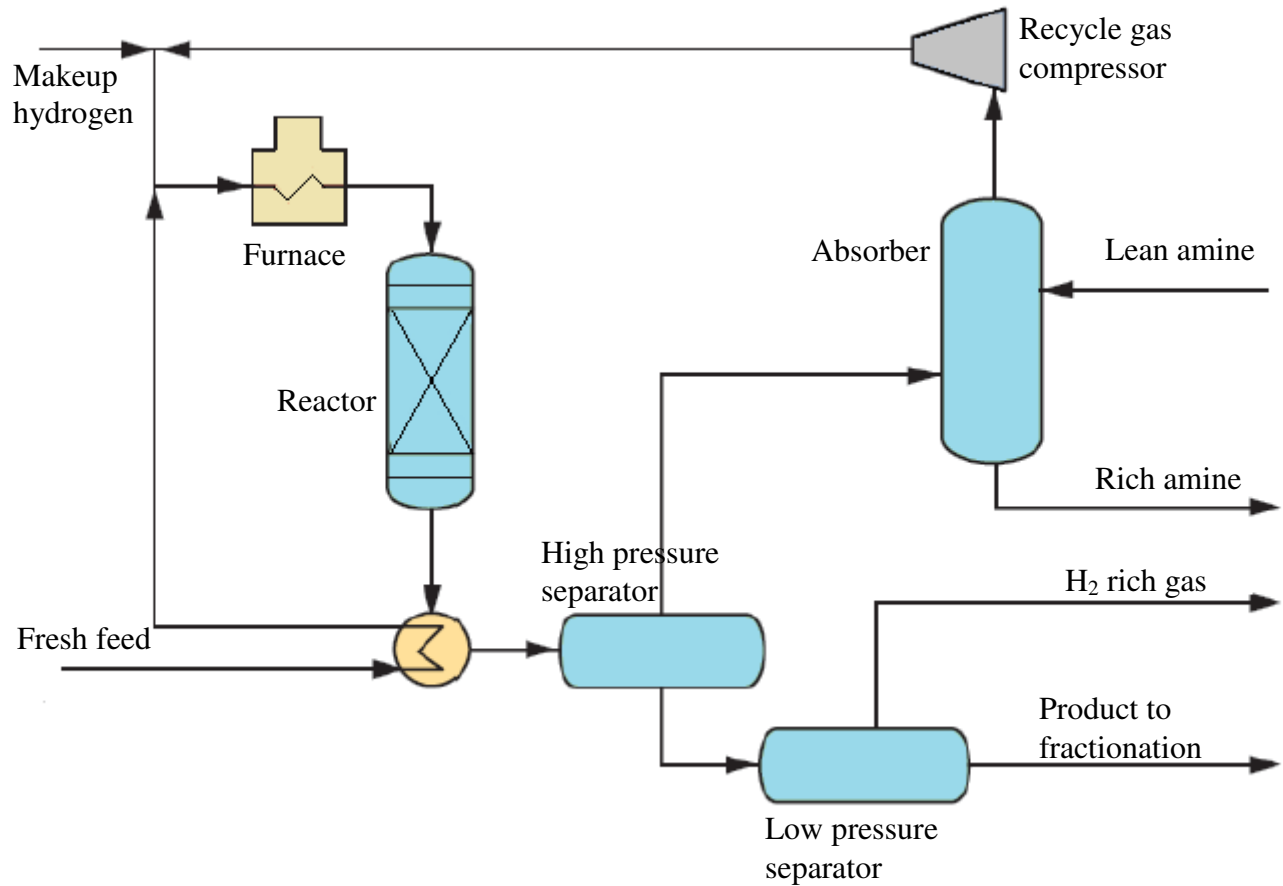 Recycle gas
compressor
Makeup
hydrogen
Furnace
Absorber
Lean amine
Reactor
Rich amine
High pressure
separator
H₂ rich gas
Fresh feed
Product to
fractionation
Low pressure
separator